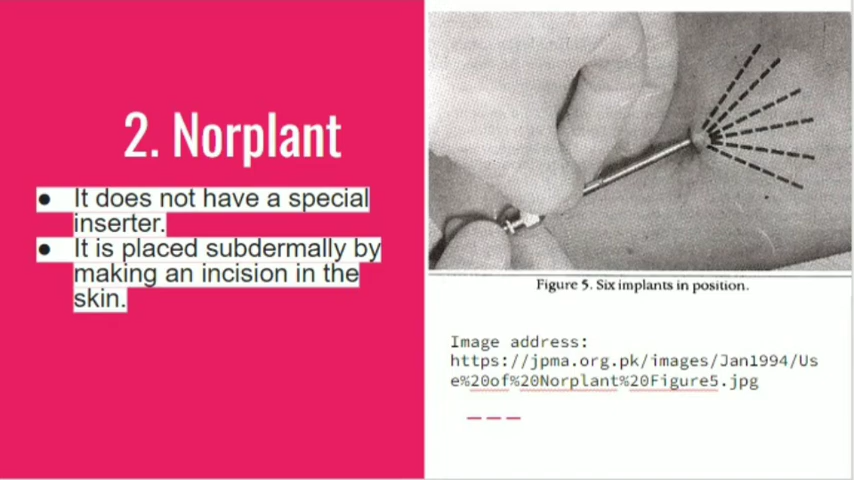 2. Norplant
● It does not have a special
inserter.
● It is placed subdermally by
making an incision in the
skin.
Figure 5. Six implants in position.
Image address:
https://jpma.org.pk/images/Jan1994/Us
e%20of%20Norplant%20Figure5.jpg